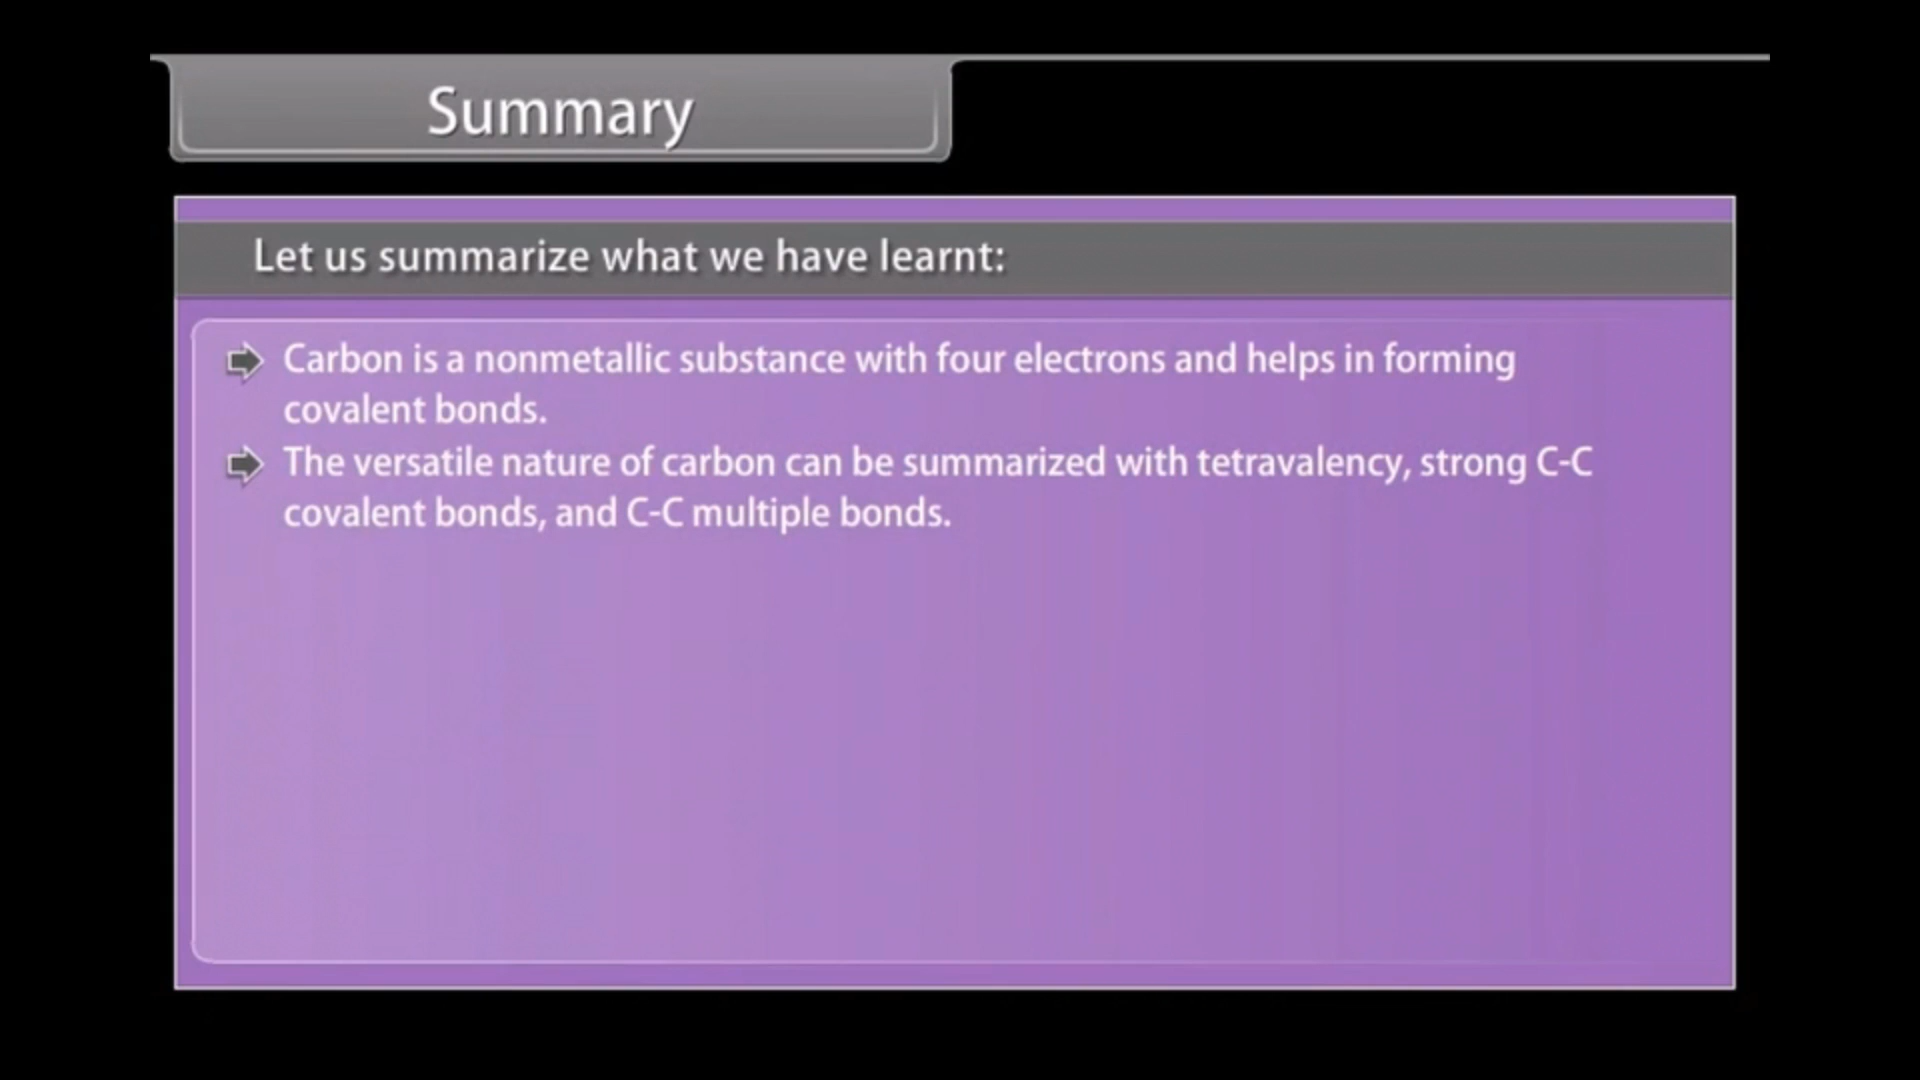 Summary
Let us summarize what we have learnt:
Carbon is a nonmetallic substance with four electrons and helps in forming
covalent bonds.
The versatile nature of carbon can be summarized with tetravalency, strong C-C
covalent bonds, and C-C multiple bonds.